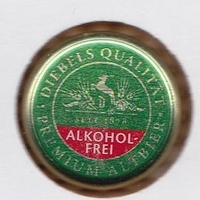 DIEBELS QUALITÄT
SEIT 1878
ALKOHOL-
FREI
PREMIUM ALTBIER